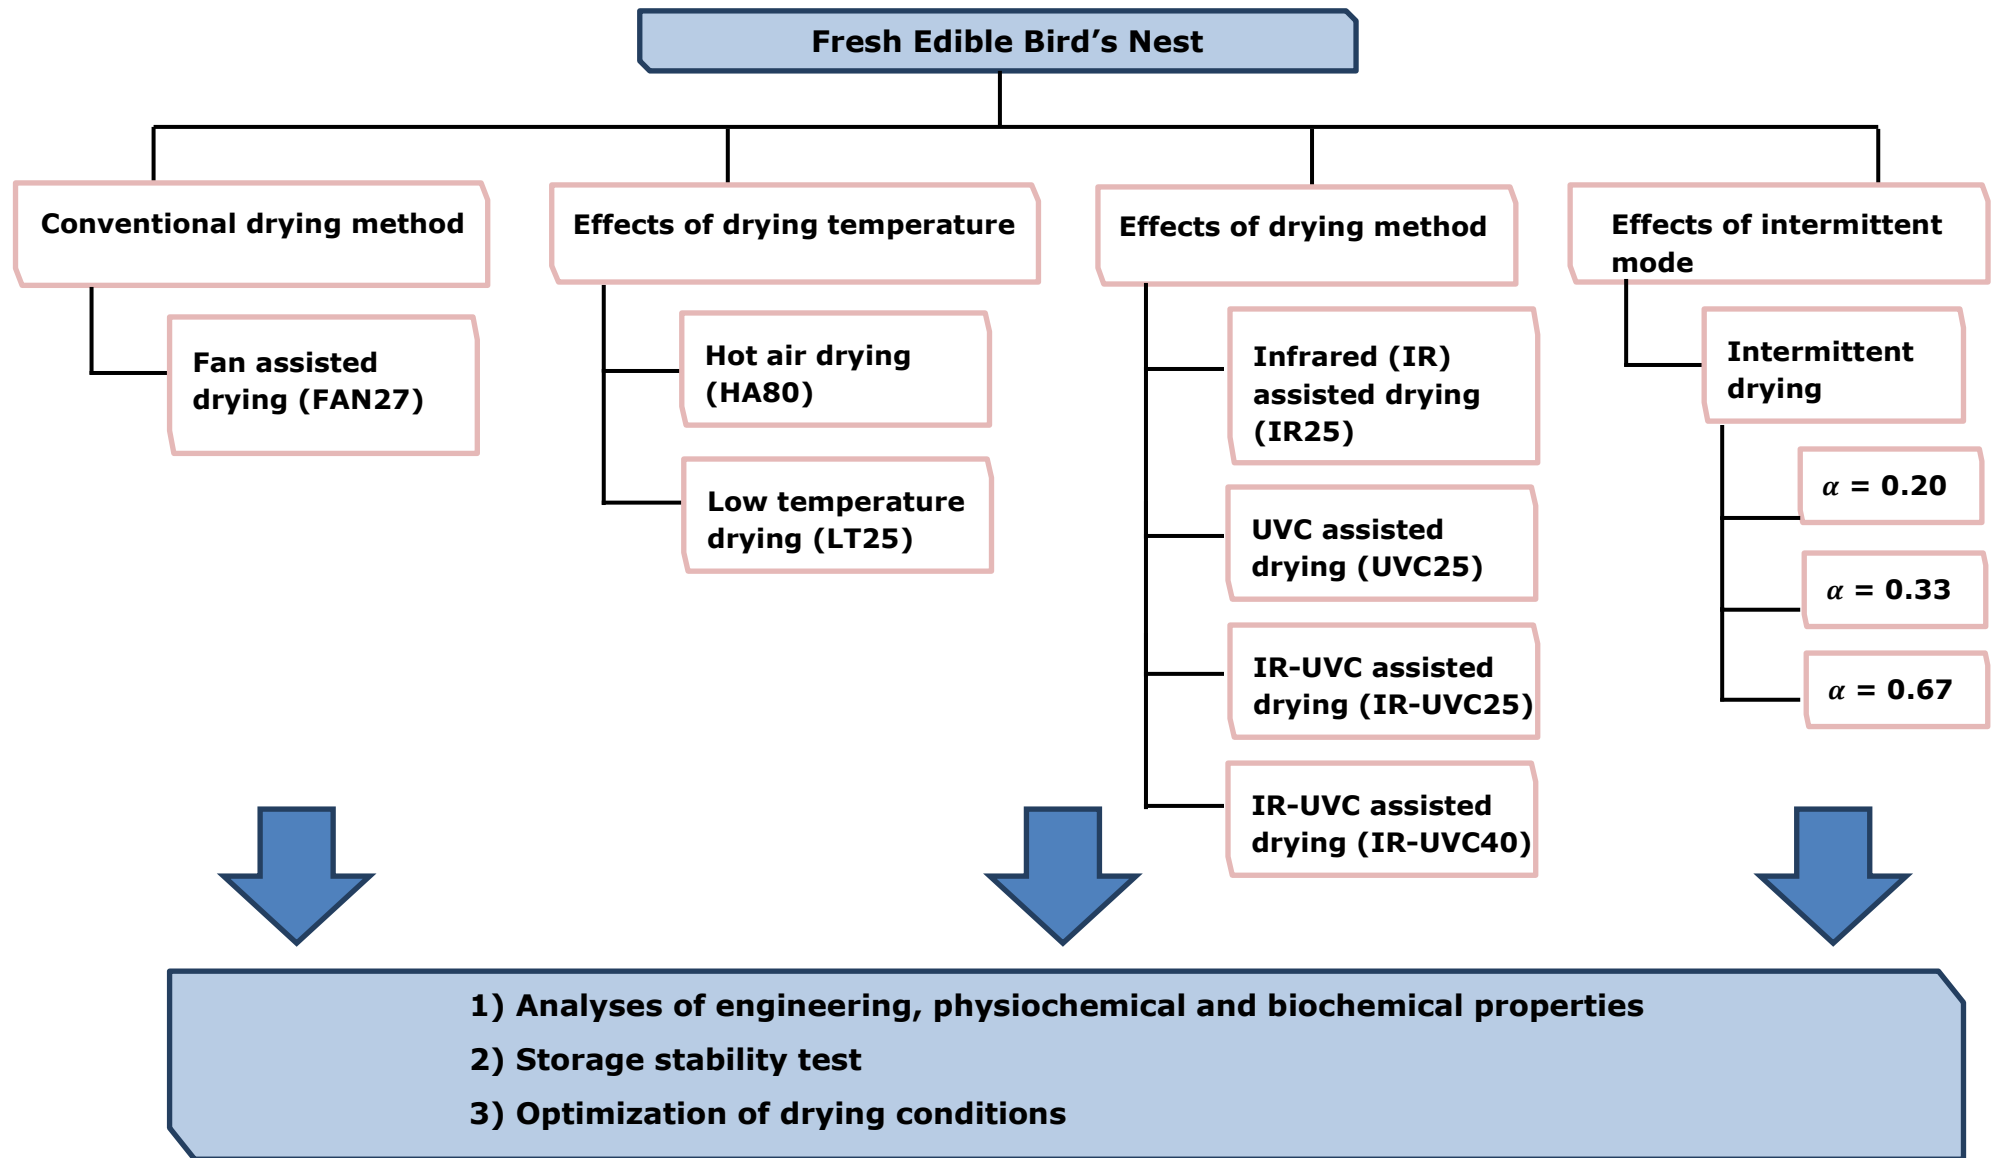 Fresh Edible Bird’s Nest
Conventional drying method
Fan assisted
drying (FAN27)
Effects of drying temperature
Hot air drying
(HA80)
Low temperature
drying (LT25)
Effects of drying method
Infrared (IR)
assisted drying
(IR25)
UVC assisted
drying (UVC25)
IR-UVC assisted
drying (IR-UVC25)
IR-UVC assisted
drying (IR-UVC40)
Effects of intermittent
mode
Intermittent
drying
α = 0.20
α = 0.33
α = 0.67
1) Analyses of engineering, physiochemical and biochemical properties
2) Storage stability test
3) Optimization of drying conditions